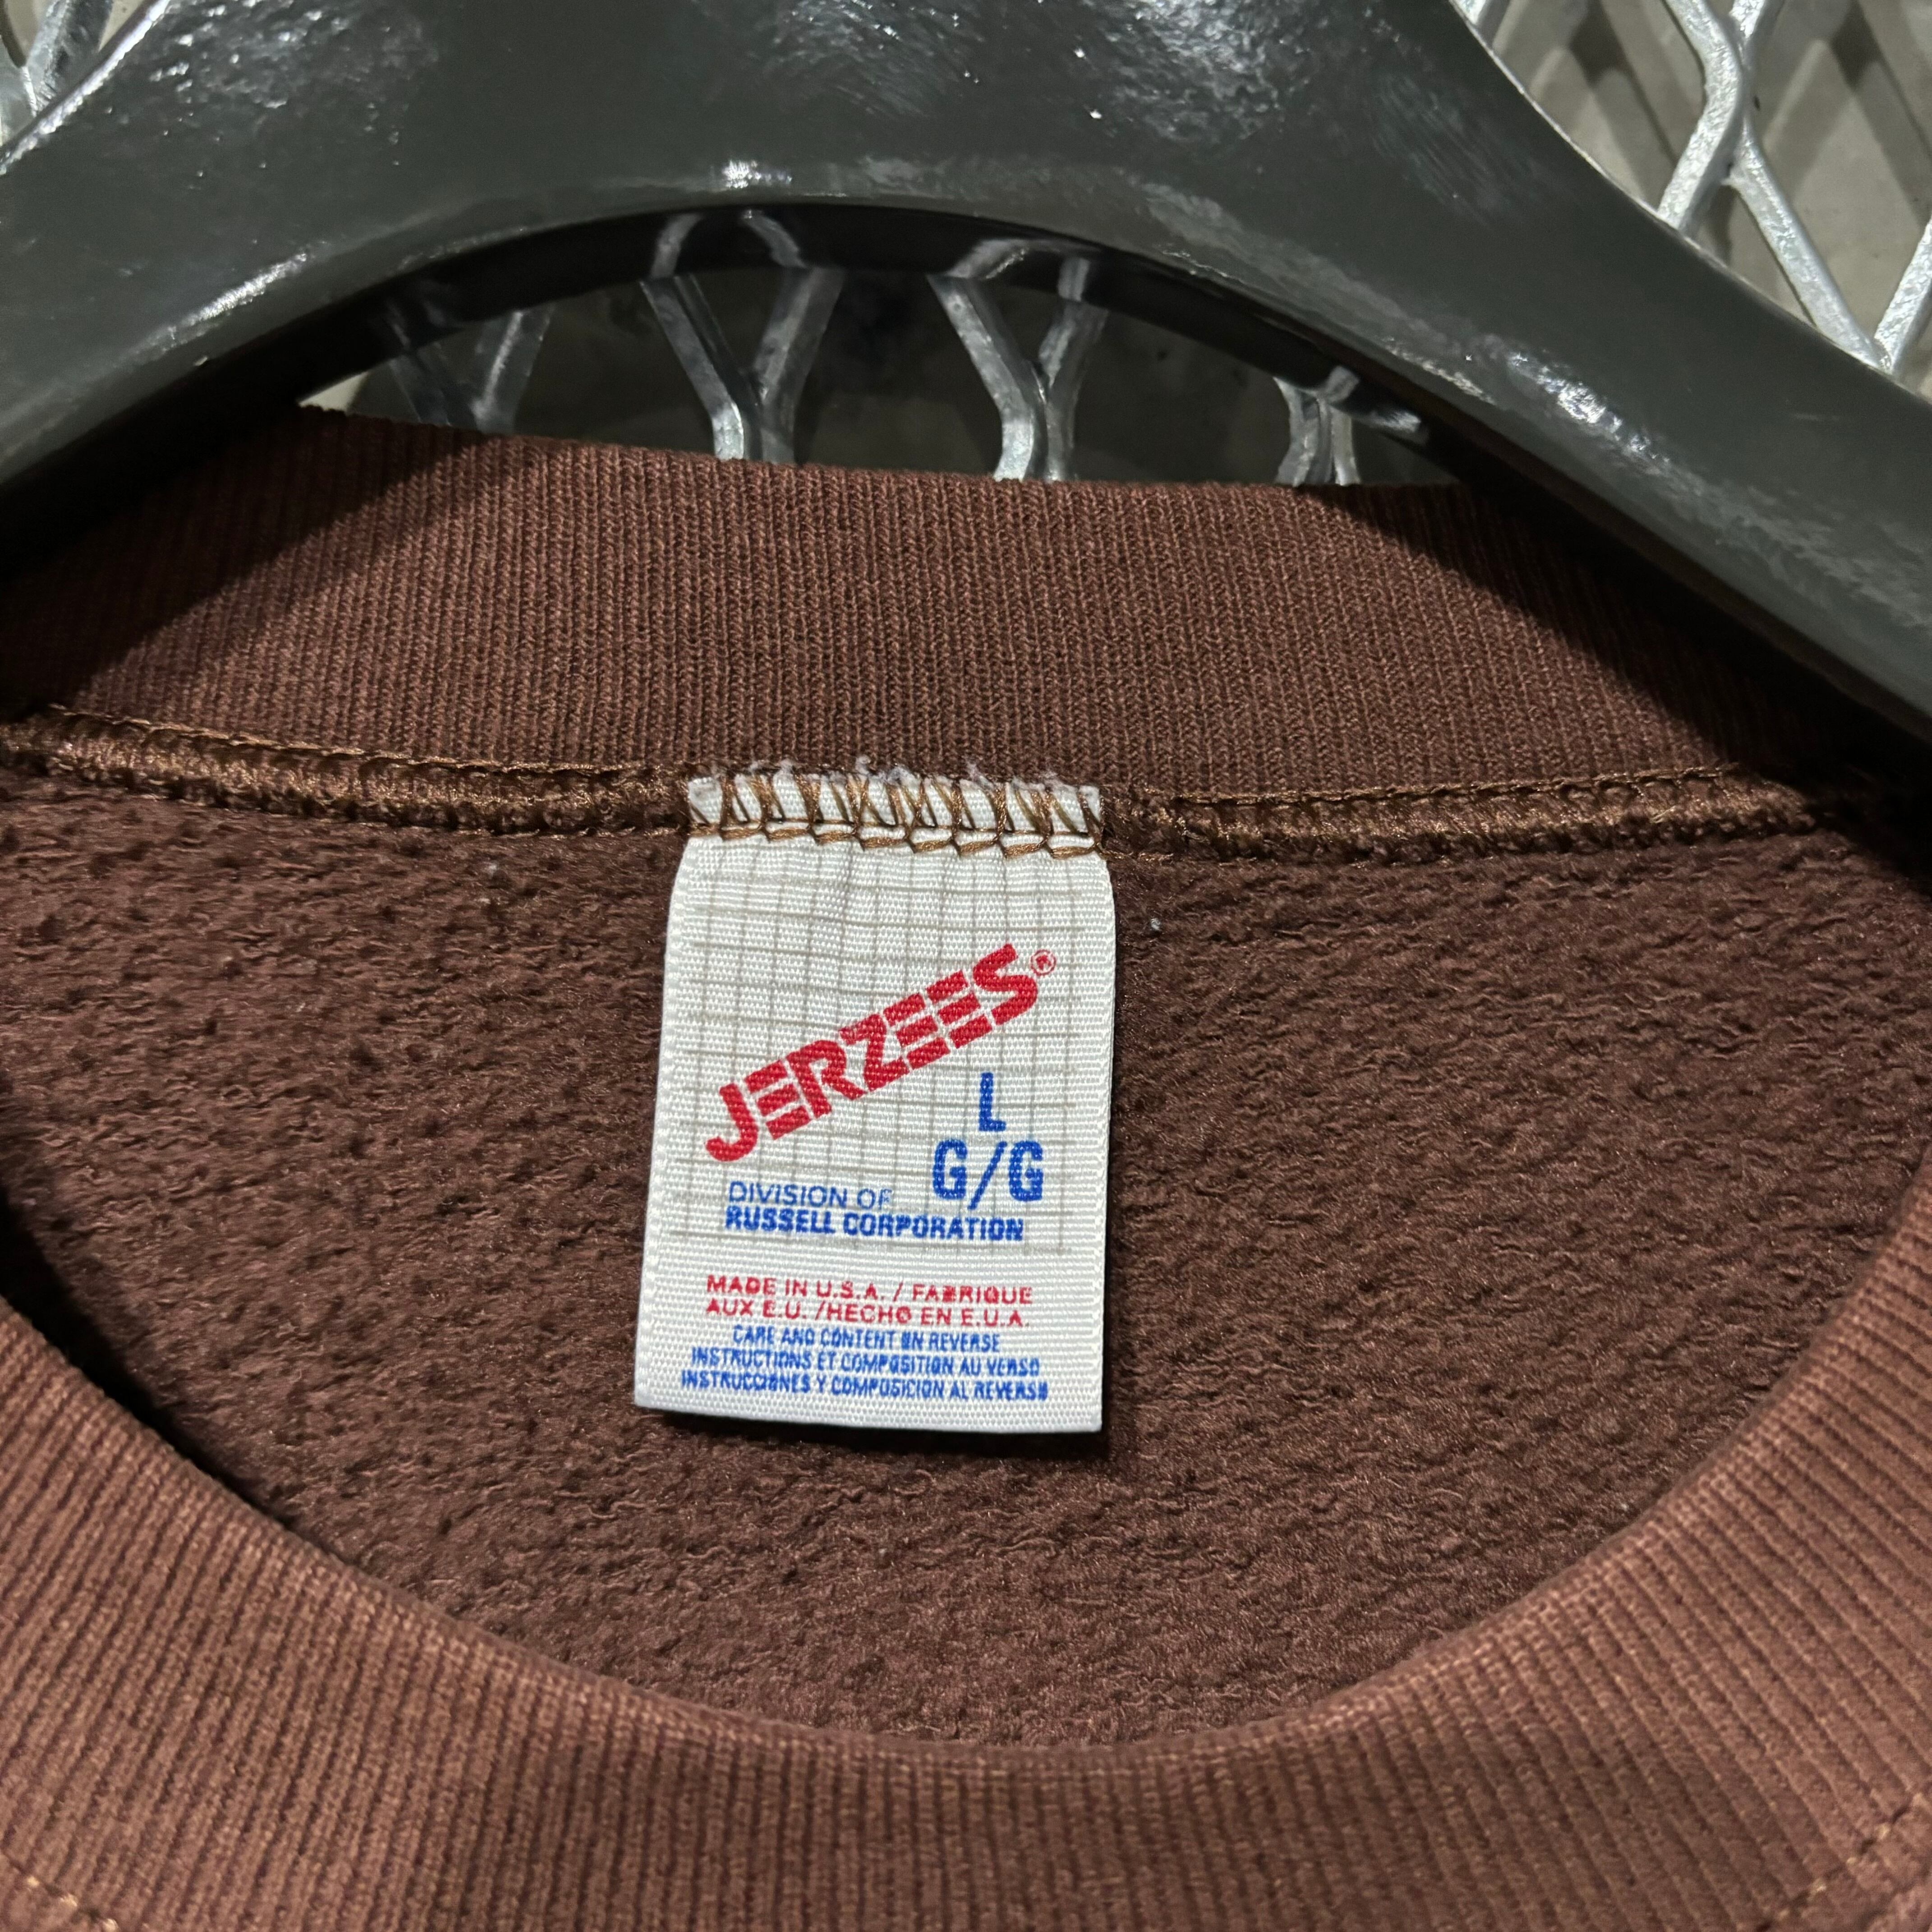 JERZEES®
L
G/G
DIVISION OF
RUSSELL CORPORATION
MADE IN U.S.A. / FABRIQUE
AUX E.U. /HECHO EN E.U.A.
CARE AND CONTENT ON REVERSE
INSTRUCTIONS ET COMPOSITION AU VERSO
INSTRUCCIONES Y COMPOSICION AL REVERSO